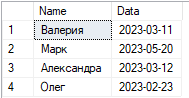 Name Data
1 Валерия 2023-03-11
2 Марк 2023-05-20
3 Александра 2023-03-12
4 Олег 2023-02-23